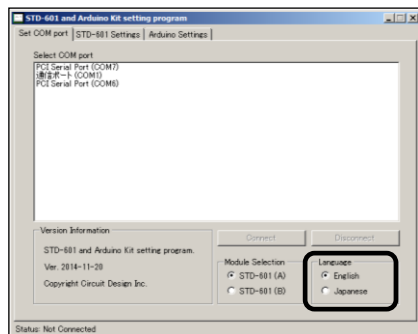 STD-601 and Arduino Kit setting program
Set COM port STD-601 Settings Arduino Settings
Select COM port
PCI Serial Port (COM7)
通信ポート (COM1)
PCI Serial Port (COM6)
Version Information
STD-601 and Arduino Kit setting program.
Ver. 2014-11-20
Copyright Circuit Design Inc.
Connect Disconnect
Module Selection
STD-601 (A)
STD-601 (B)
Language
English
Japanese
Status: Not Connected